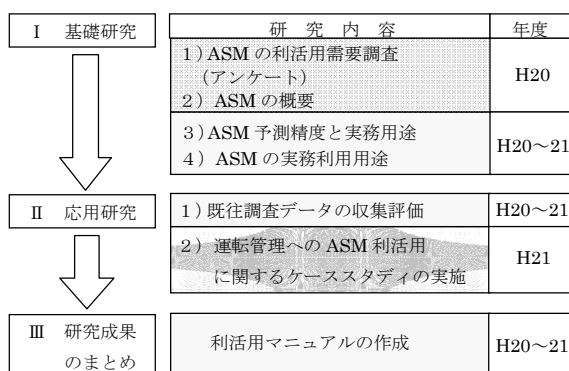 Ⅰ 基礎研究
研 究 内 容 年度
1)ASM の利活用需要調査
(アンケート)
2) ASM の概要
H20
3)ASM 予測精度と実務用途
4) ASM の実務利用用途
H20～21
Ⅱ 応用研究
1)既往調査データの収集評価 H20～21
2) 運転管理への ASM 利活用
に関するケーススタディの実施
H21
Ⅲ 研究成果
のまとめ
利活用マニュアルの作成 H20～21